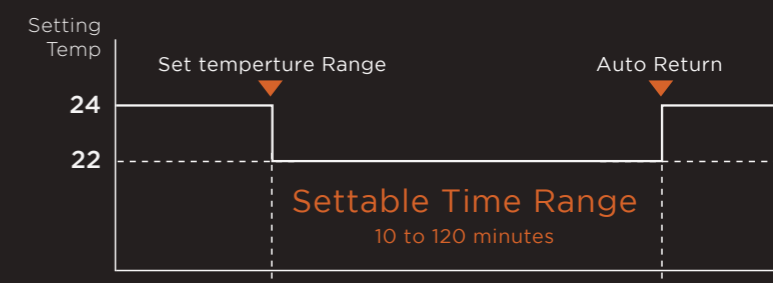 Setting
Temp
Set temperture Range
Auto Return
24
22
Settable Time Range
10 to 120 minutes